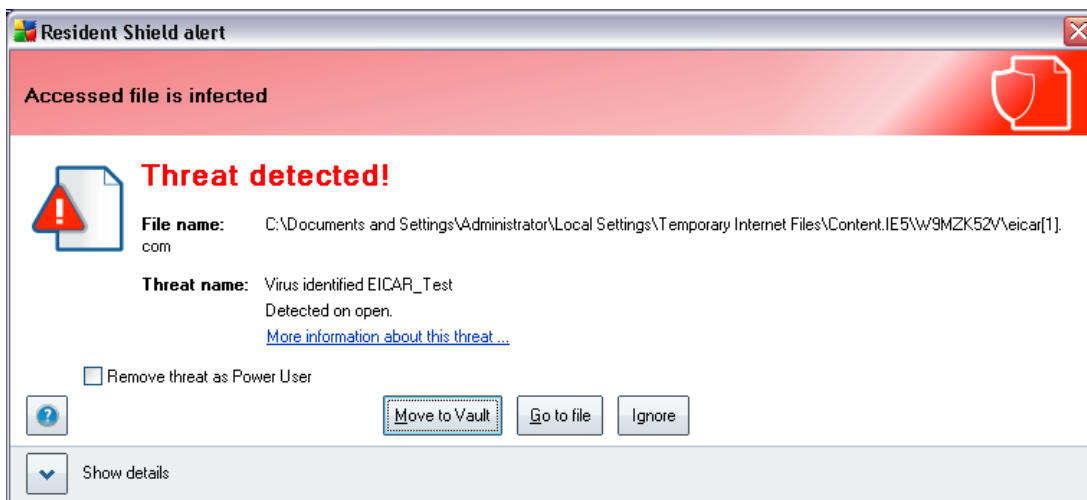 Resident Shield alert
Accessed file is infected
Threat detected!
File name: C:\Documents and Settings\Administrator\Local Settings\Temporary Internet Files\Content.IE5\W9MZK52V\eicar[1].
com
Threat name: Virus identified EICAR_Test
Detected on open.
More information about this threat ...
Remove threat as Power User
Move to Vault Go to file Ignore
Show details